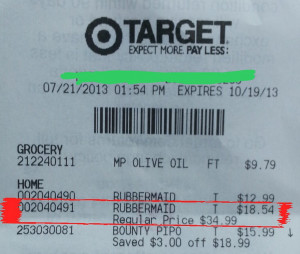 TARGET
EXPECT MORE. PAY LESS:
07/21/2013 01:54 PM EXPIRES 10/19/13
GROCERY
212240111 MP OLIVE OIL FT $9.79
HOME
002040490 RUBBERMAID T $12.99
002040491 RUBBERMAID T $18.54
Regular Price $34.99
253030081 BOUNTY PIPO T $15.99 ↓
Saved $3.00 off $18.99